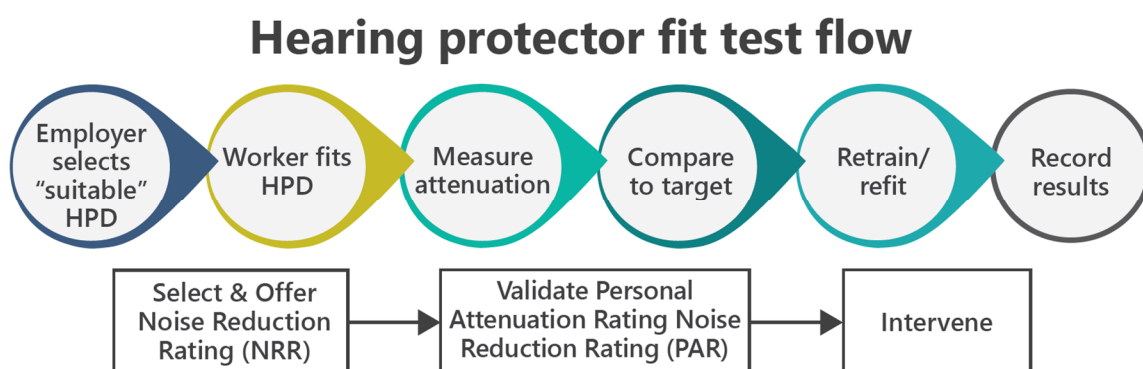 Hearing protector fit test flow
Employer
selects
“suitable”
HPD
Worker fits
HPD
Measure
attenuation
Compare
to target
Retrain/
refit
Record
results
Select & Offer
Noise Reduction
Rating (NRR)
Validate Personal
Attenuation Rating Noise
Reduction Rating (PAR)
Intervene